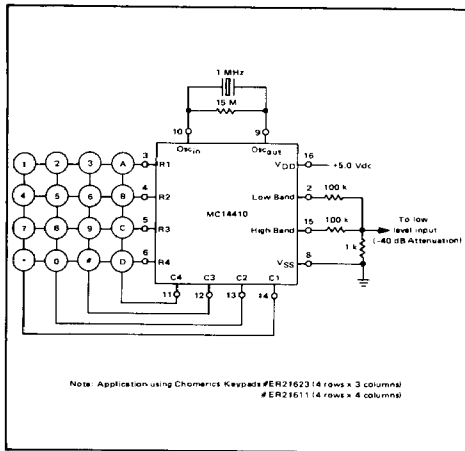 1 MHz
15 M
10 9
Osc in Osc out
1 2 3 A 3 R1
VDD 16 +5.0 Vdc
4 5 6 B 4 R2
Low Band 2 100 k
MC14410
7 8 9 C 5 R3
High Band 15 100 k
To low
level input
(-40 dB Attenuation)
1 k
* 0 # D 6 R4
VSS 8
C4 C3 C2 C1
11 12 13 14
Note: Application using Chomerics Keypads #ER21623 (4 rows x 3 columns)
#ER21611 (4 rows x 4 columns)